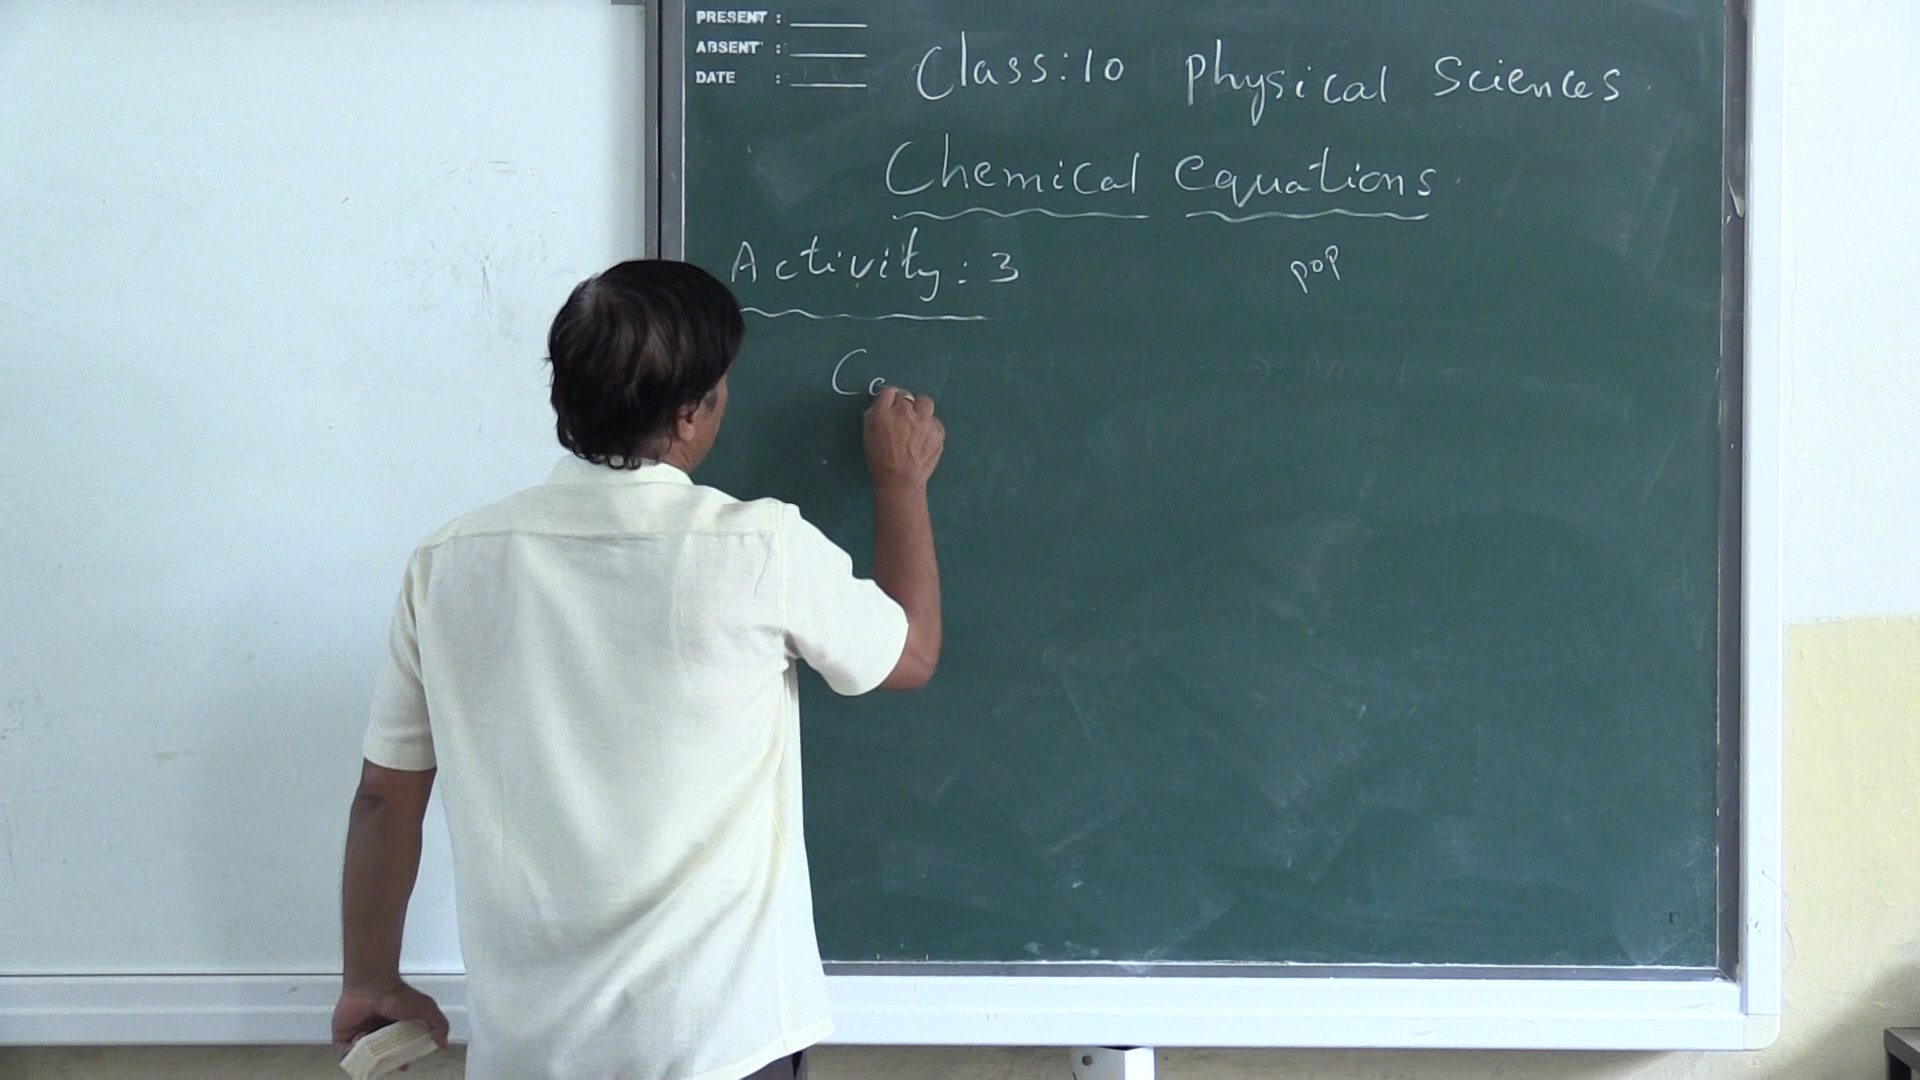 PRESENT :
ABSENT :
DATE :
Class:10 Physical Sciences
Chemical equations
Activity: 3
POP
Ca